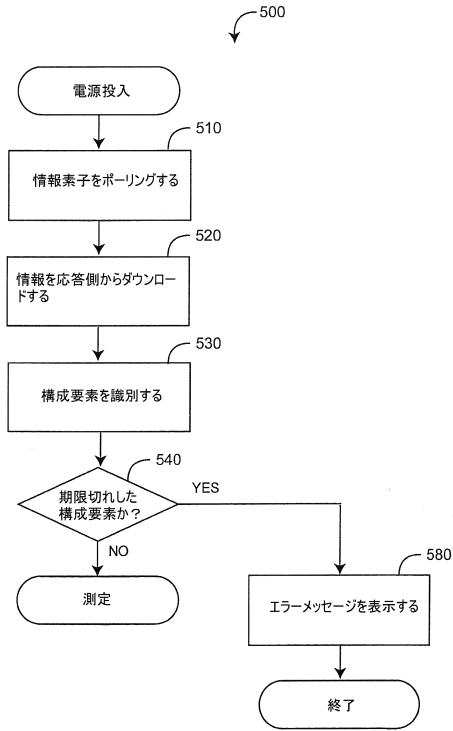 500
電源投入
510
情報素子をポーリングする
520
情報を応答側からダウンロー
ドする
530
構成要素を識別する
540
期限切れした
構成要素か？
YES
NO
測定
580
エラーメッセージを表示する
終了